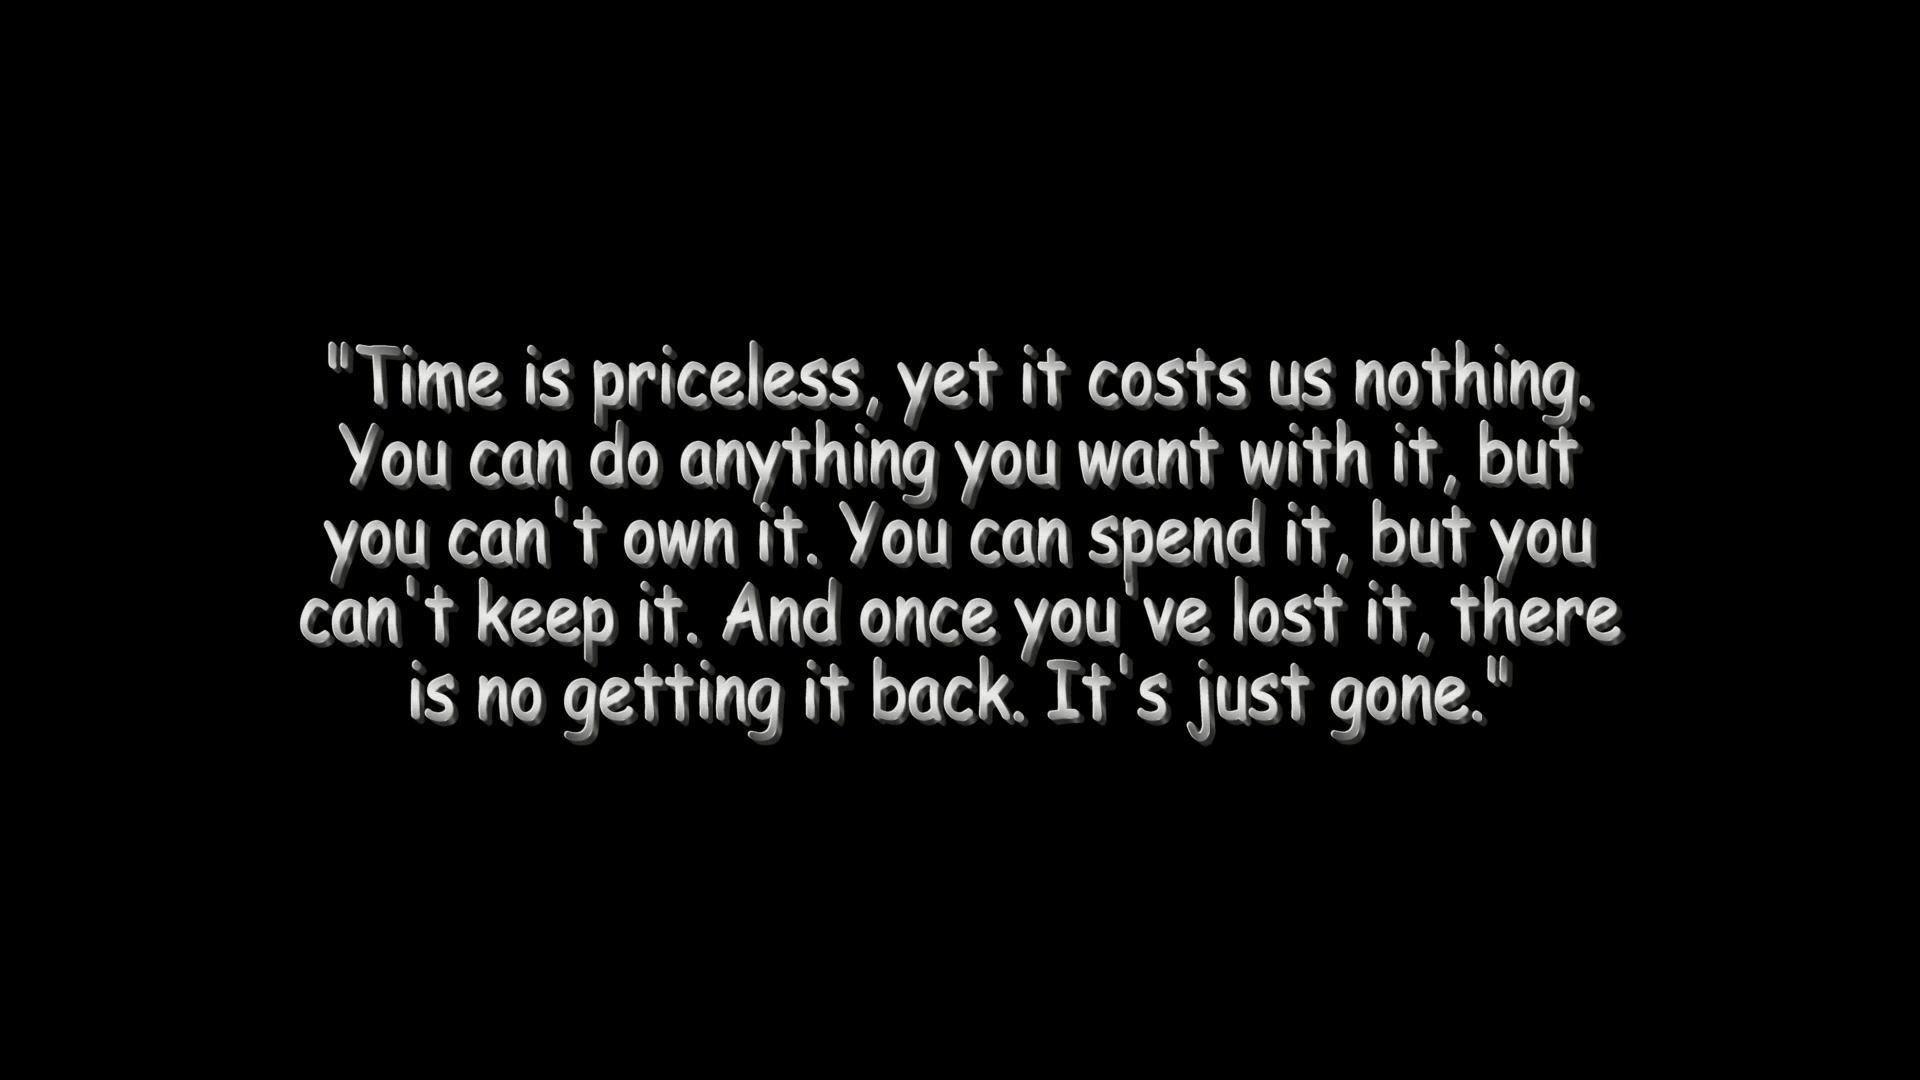 "Time is priceless, yet it costs us nothing.
You can do anything you want with it, but
you can't own it. You can spend it, but you
can't keep it. And once you've lost it, there
is no getting it back. It's just gone."